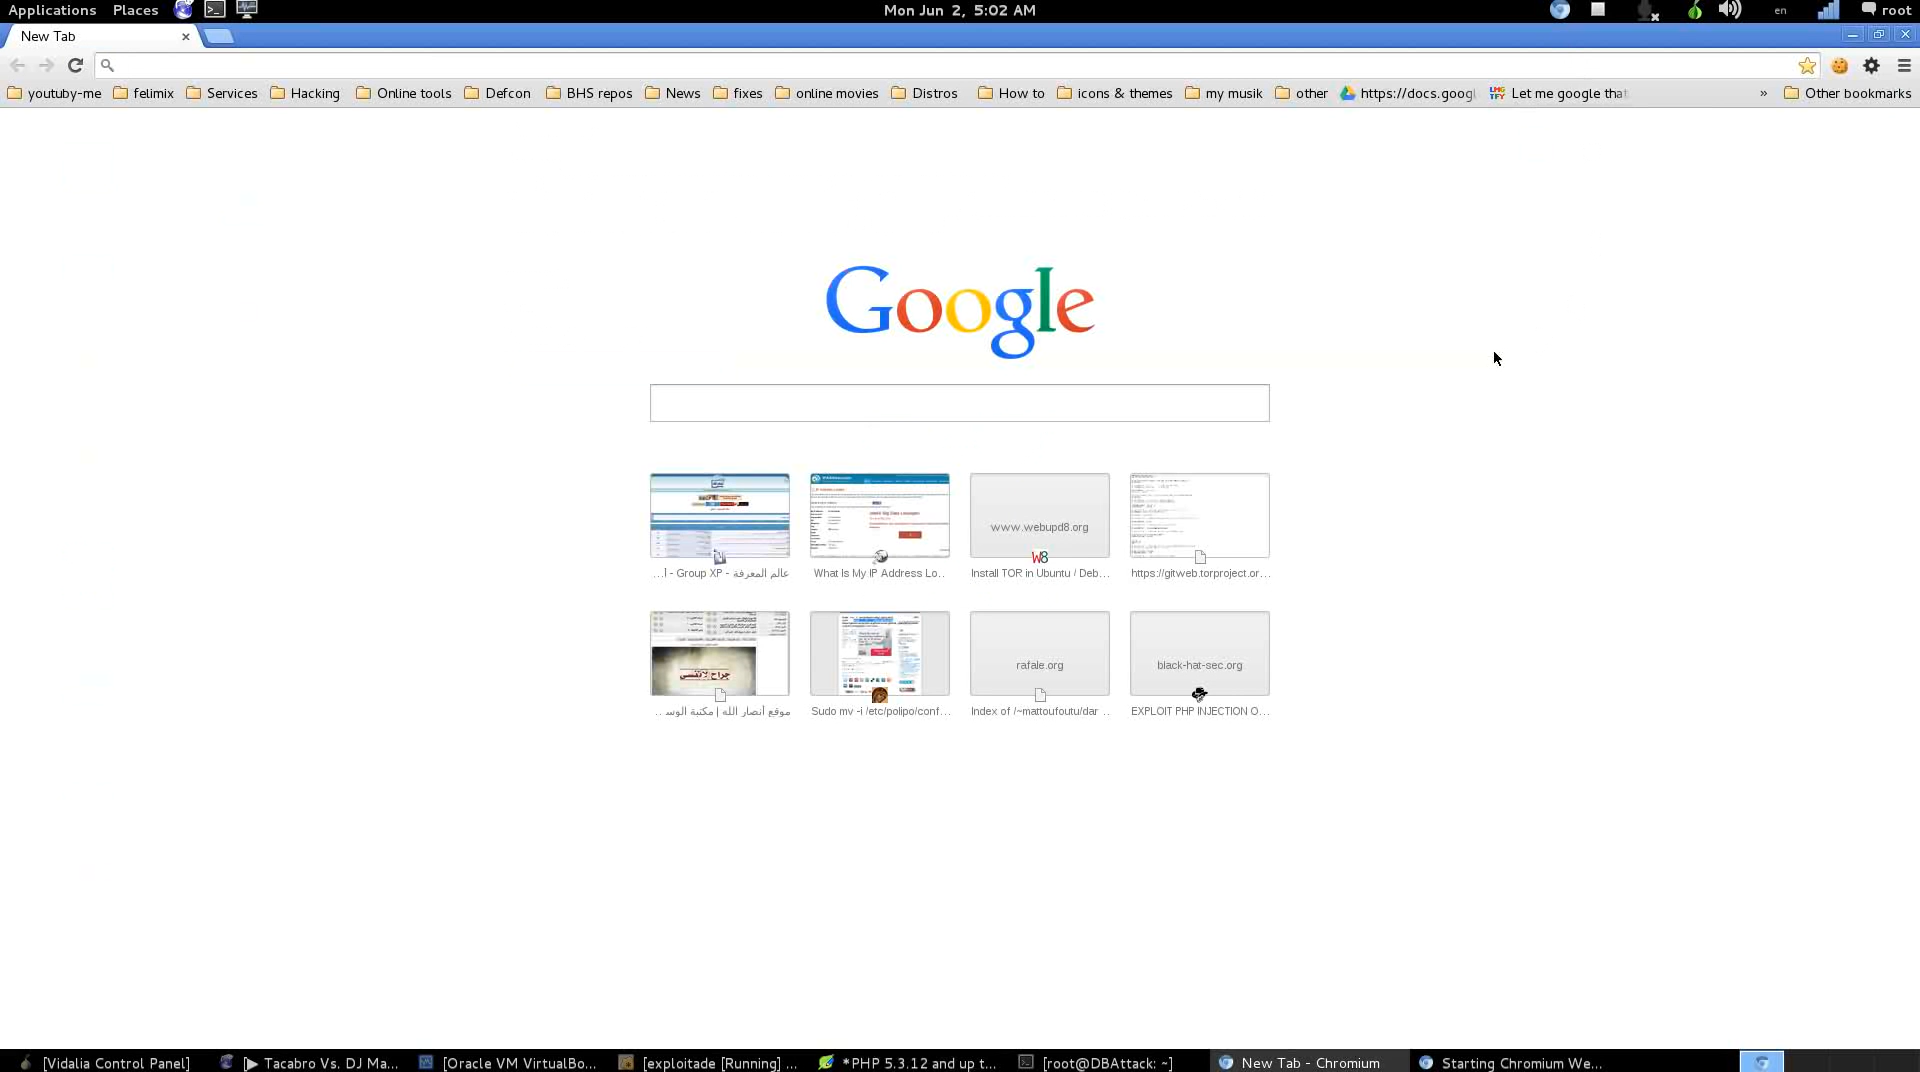 Applications Places Mon Jun 2, 5:02 AM en root
New Tab
youtuby-me felimix Services Hacking Online tools Defcon BHS repos News fixes online movies Distros How to icons & themes my musik other https://docs.googl Let me google that » Other bookmarks
Google
www.webupd8.org
W8
...أ - Group XP - عالم المعرفة What Is My IP Address Lo... Install TOR in Ubuntu / Deb... https://gitweb.torproject.or...
جراح الانفس
rafale.org black-hat-sec.org
موقع أنصار الله | مكتبة الوس... Sudo mv -i /etc/polipo/conf... Index of /~mattoufoutu/dar... EXPLOIT PHP INJECTION O...
[Vidalia Control Panel] [▶ Tacabro Vs. DJ Ma... [Oracle VM VirtualBo... [exploitade [Running] ... *PHP 5.3.12 and up t... [root@DBAttack: ~] New Tab - Chromium Starting Chromium We...